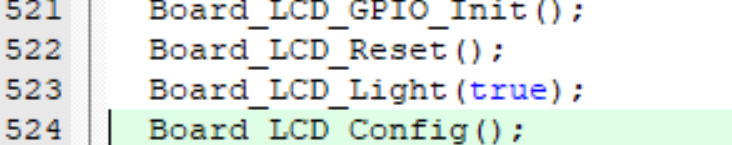 521 Board_LCD_GPIO_Init();
522 Board_LCD_Reset();
523 Board_LCD_Light(true);
524 Board_LCD_Config();